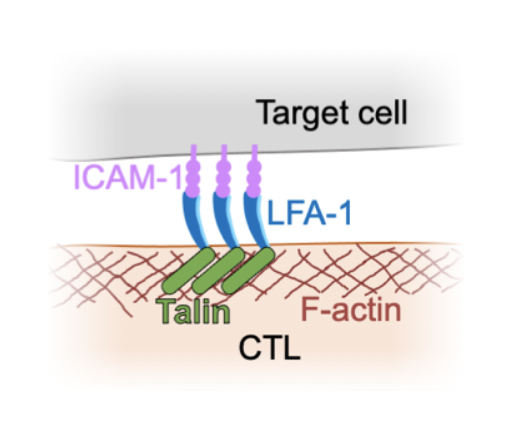 Target cell
ICAM-1
LFA-1
Talin
F-actin
CTL